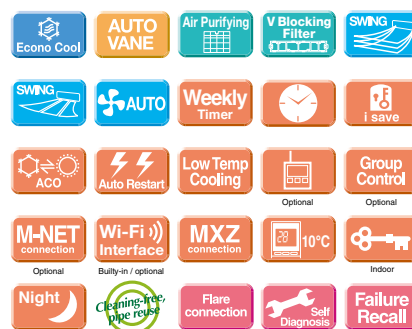 Econo Cool
AUTO
VANE
Air Purifying
V Blocking
Filter
SWING
SWING
AUTO
Weekly
Timer
i save
ACO
Auto Restart
Low Temp
Cooling
Optional
Group
Control
Optional
M-NET
connection
Optional
Wi-Fi
Interface
Builty-in / optional
MXZ
connection
28
10°C
Indoor
Night
Cleaning-free,
pipe reuse
Flare
connection
Self
Diagnosis
Failure
Recall